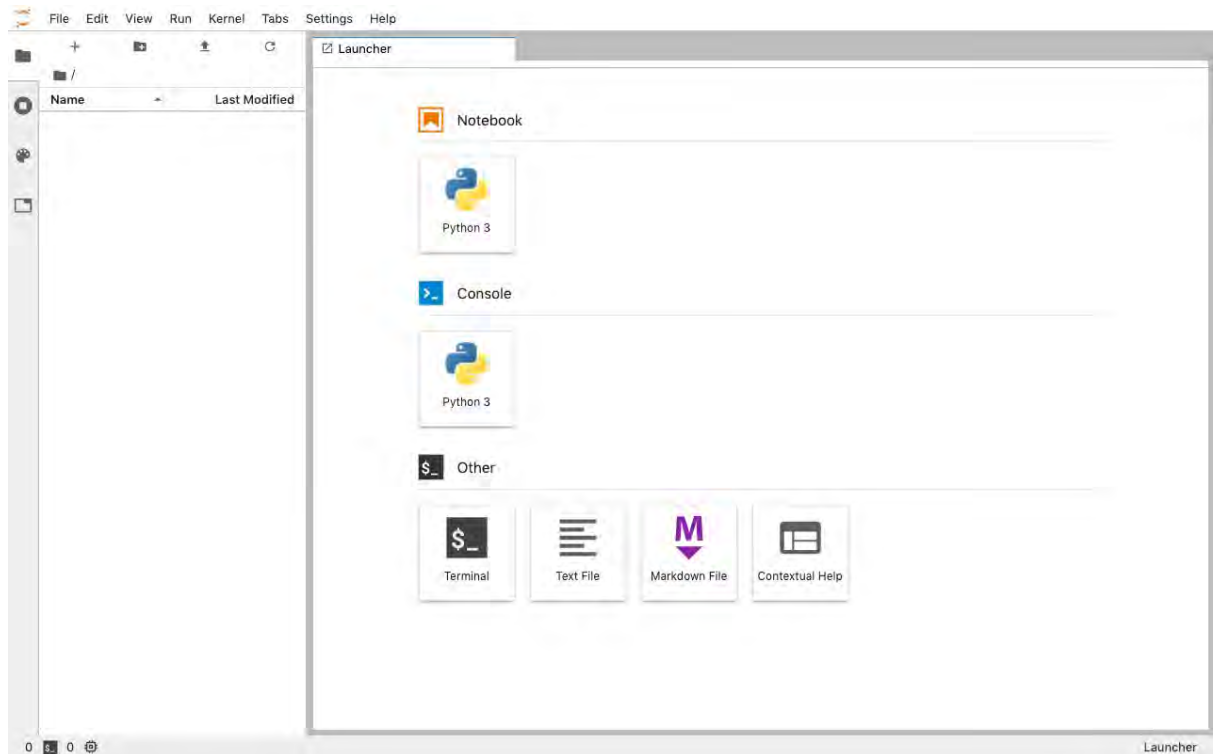 File Edit View Run Kernel Tabs Settings Help
Launcher
/
Name Last Modified
Notebook
Python 3
Console
Python 3
$_ Other
$_
M
Terminal Text File Markdown File Contextual Help
0 $_ 0 Launcher